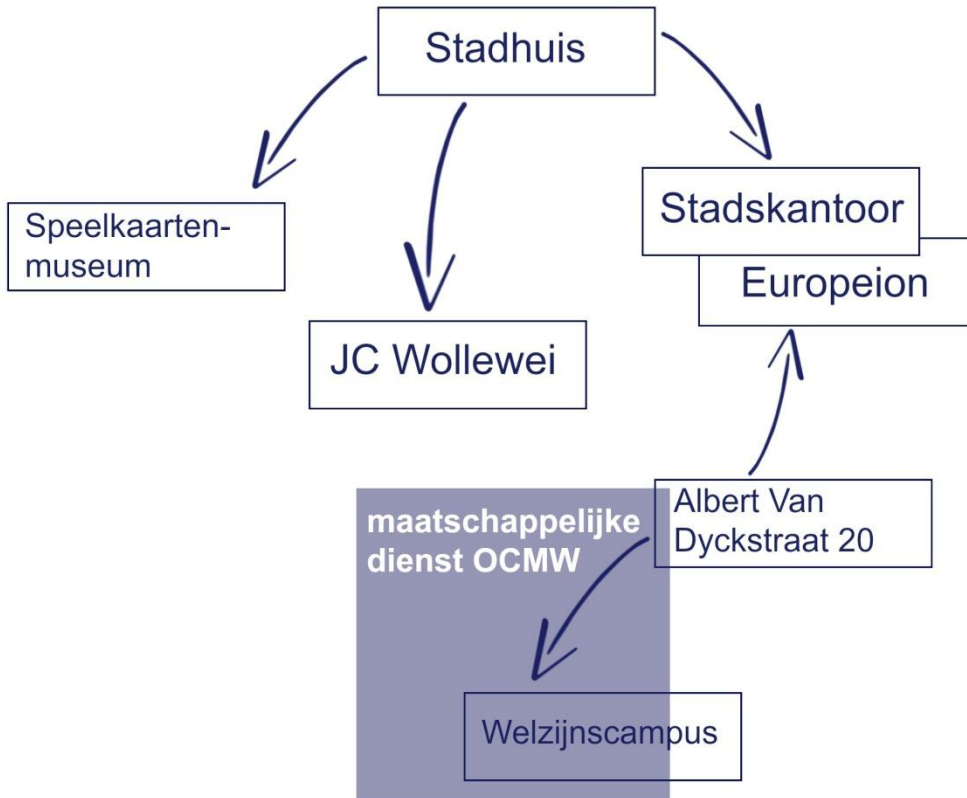 Stadhuis
Speelkaarten-
museum
Stadskantoor
Europeion
JC Wollewei
Albert Van
Dyckstraat 20
maatschappelijke
dienst OCMW
Welzijnscampus